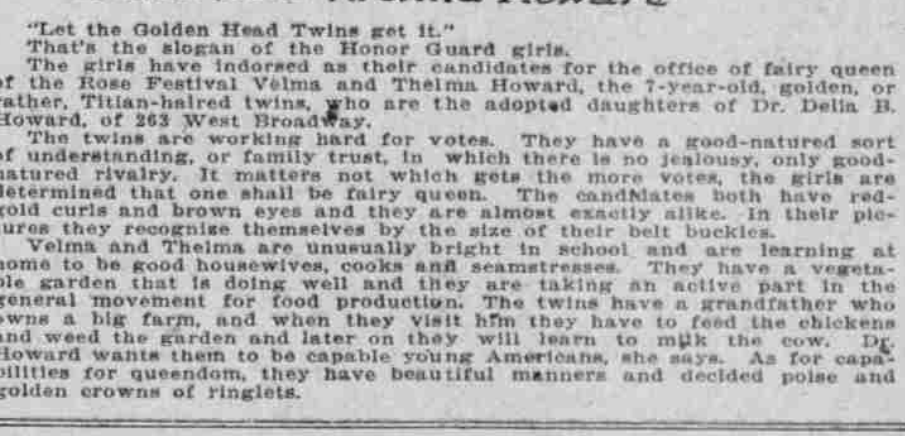 "Let the Golden Head Twins get it."
That's the slogan of the Honor Guard girls.
The girls have indorsed as their candidates for the office of fairy queen
of the Rose Festival Velma and Thelma Howard, the 7-year-old, golden, or
rather, Titian-haired twins, who are the adopted daughters of Dr. Delia B.
Howard, of 263 West Broadway.
The twins are working hard for votes. They have a good-natured sort
of understanding, or family trust, in which there is no jealousy, only good-
natured rivalry. It matters not which gets the more votes, the girls are
determined that one shall be fairy queen. The candidates both have red-
gold curls and brown eyes and they are almost exactly alike. In their pic-
tures they recognise themselves by the size of their belt buckles.
Velma and Thelma are unusually bright in school and are learning at
home to be good housewives, cooks and seamstresses. They have a vegeta-
ble garden that is doing well and they are taking an active part in the
general movement for food production. The twins have a grandfather who
owns a big farm, and when they visit him they have to feed the chickens
and weed the garden and later on they will learn to milk the cow. Dr.
Howard wants them to be capable young Americans, she says. As for capa-
bilities for queendom, they have beautiful manners and decided poise and
golden crowns of ringlets.